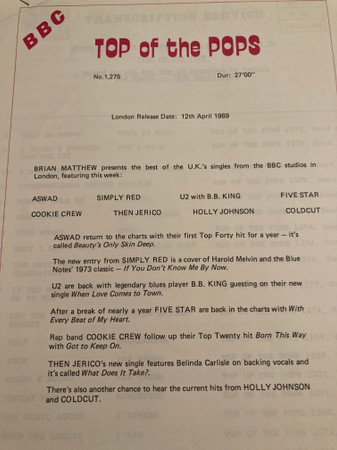 TRANSCRIPTION SERVICE
BBC
TOP of the POPS
No.1,275 Dur: 27'00"
London Release Date: 12th April 1989
BRIAN MATTHEW presents the best of the U.K.'s singles from the BBC studios in
London, featuring this week:
ASWAD SIMPLY RED U2 with B.B. KING FIVE STAR
COOKIE CREW THEN JERICO HOLLY JOHNSON COLDCUT
ASWAD return to the charts with their first Top Forty hit for a year – it's
called Beauty's Only Skin Deep.
The new entry from SIMPLY RED is a cover of Harold Melvin and the Blue
Notes' 1973 classic – If You Don't Know Me By Now.
U2 are back with legendary blues player B.B. KING guesting on their new
single When Love Comes to Town.
After a break of nearly a year FIVE STAR are back in the charts with With
Every Beat of My Heart.
Rap band COOKIE CREW follow up their Top Twenty hit Born This Way
with Got to Keep On.
THEN JERICO's new single features Belinda Carlisle on backing vocals and
it's called What Does It Take?.
There's also another chance to hear the current hits from HOLLY JOHNSON
and COLDCUT.